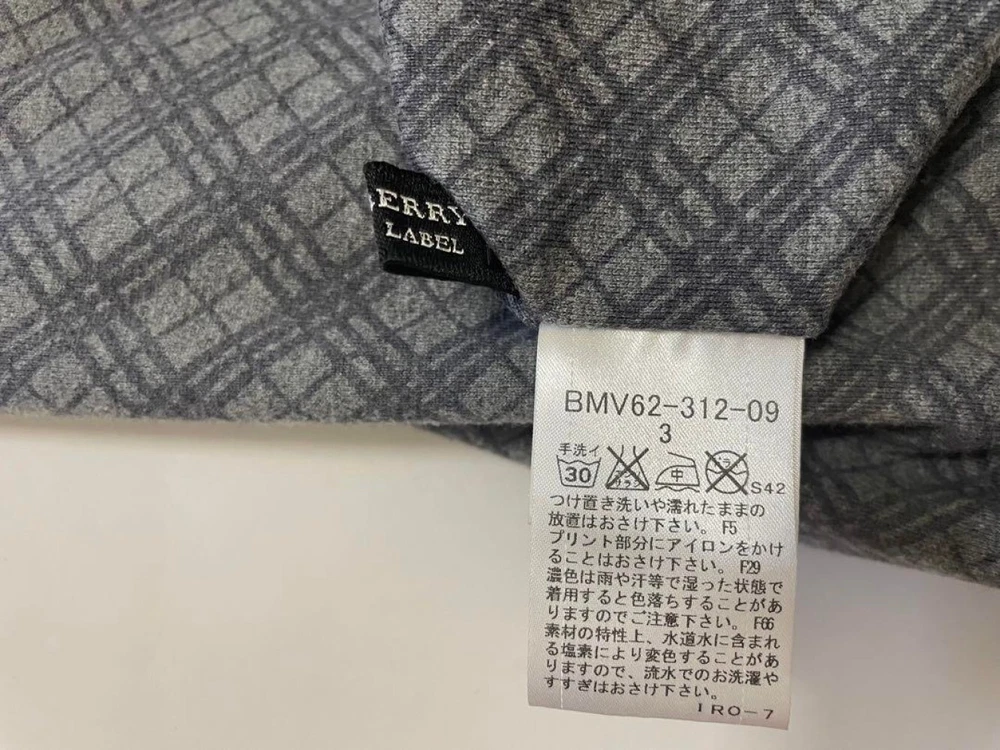 ERRY
LABEL
BMV62-312-09
3
手洗イ
30 中 S42
つけ置き洗いや濡れたままの
放置はおさけ下さい。 F5
プリント部分にアイロンをかけ
ることはおさけ下さい。 F29
濃色は雨や汗等で湿った状態で
着用すると色落ちすることがあ
りますのでご注意下さい。 F66
素材の特性上、水道水に含まれ
る塩素により変色することがあ
りますので、流水でのお洗濯や
すすぎはおさけ下さい。
IRO-7